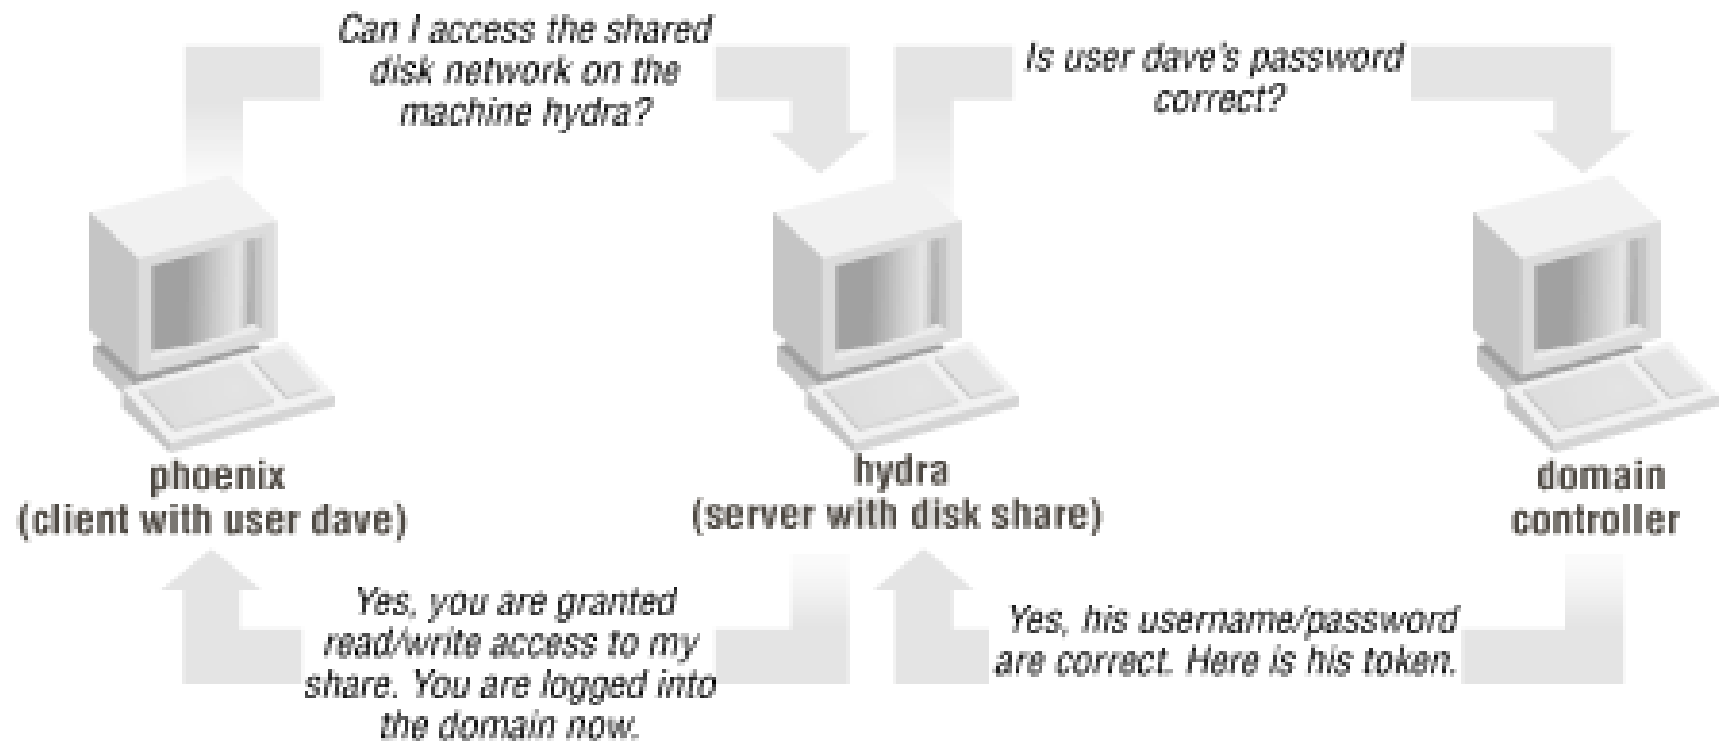 Can I access the shared
disk network on the
machine hydra?
Is user dave's password
correct?
phoenix
(client with user dave)
hydra
(server with disk share)
domain
controller
Yes, you are granted
read/write access to my
share. You are logged into
the domain now.
Yes, his username/password
are correct. Here is his token.